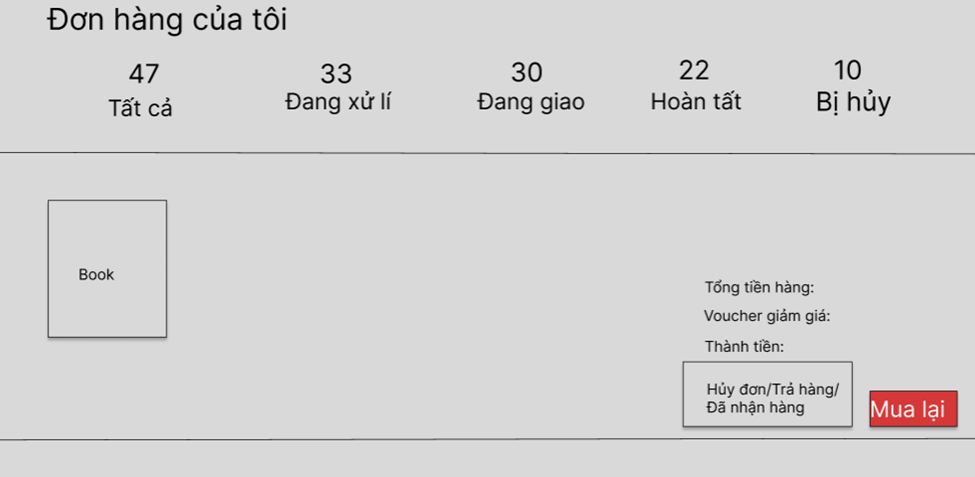 Đơn hàng của tôi
47 33 30 22 10
Tất cả Đang xử lí Đang giao Hoàn tất Bị hủy
Book
Tổng tiền hàng:
Voucher giảm giá:
Thành tiền:
Hủy đơn/Trả hàng/
Đã nhận hàng
Mua lại